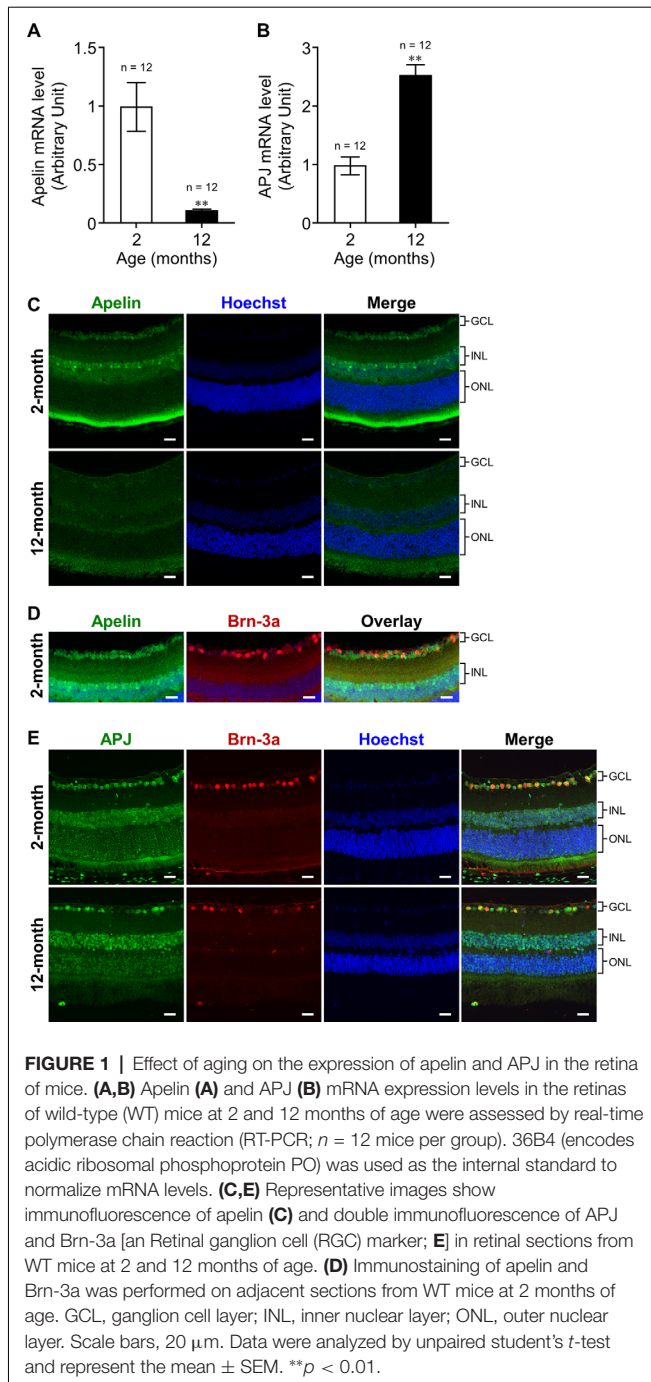 A
B
Apelin mRNA level
(Arbitrary Unit)
1.5
1
0.5
0
n = 12
n = 12
**
2
12
Age (months)
APJ mRNA level
(Arbitrary Unit)
3
2
1
0
n = 12
n = 12
**
2
12
Age (months)
C
Apelin
Hoechst
Merge
2-month
GCL
INL
ONL
12-month
GCL
INL
ONL
D
Apelin
Brn-3a
Overlay
2-month
GCL
INL
E
APJ
Brn-3a
Hoechst
Merge
2-month
GCL
INL
ONL
12-month
GCL
INL
ONL
FIGURE 1 | Effect of aging on the expression of apelin and APJ in the retina
of mice. (A,B) Apelin (A) and APJ (B) mRNA expression levels in the retinas
of wild-type (WT) mice at 2 and 12 months of age were assessed by real-time
polymerase chain reaction (RT-PCR; n = 12 mice per group). 36B4 (encodes
acidic ribosomal phosphoprotein PO) was used as the internal standard to
normalize mRNA levels. (C,E) Representative images show
immunofluorescence of apelin (C) and double immunofluorescence of APJ
and Brn-3a [an Retinal ganglion cell (RGC) marker; E] in retinal sections from
WT mice at 2 and 12 months of age. (D) Immunostaining of apelin and
Brn-3a was performed on adjacent sections from WT mice at 2 months of
age. GCL, ganglion cell layer; INL, inner nuclear layer; ONL, outer nuclear
layer. Scale bars, 20 μm. Data were analyzed by unpaired student's t-test
and represent the mean ± SEM. **p < 0.01.